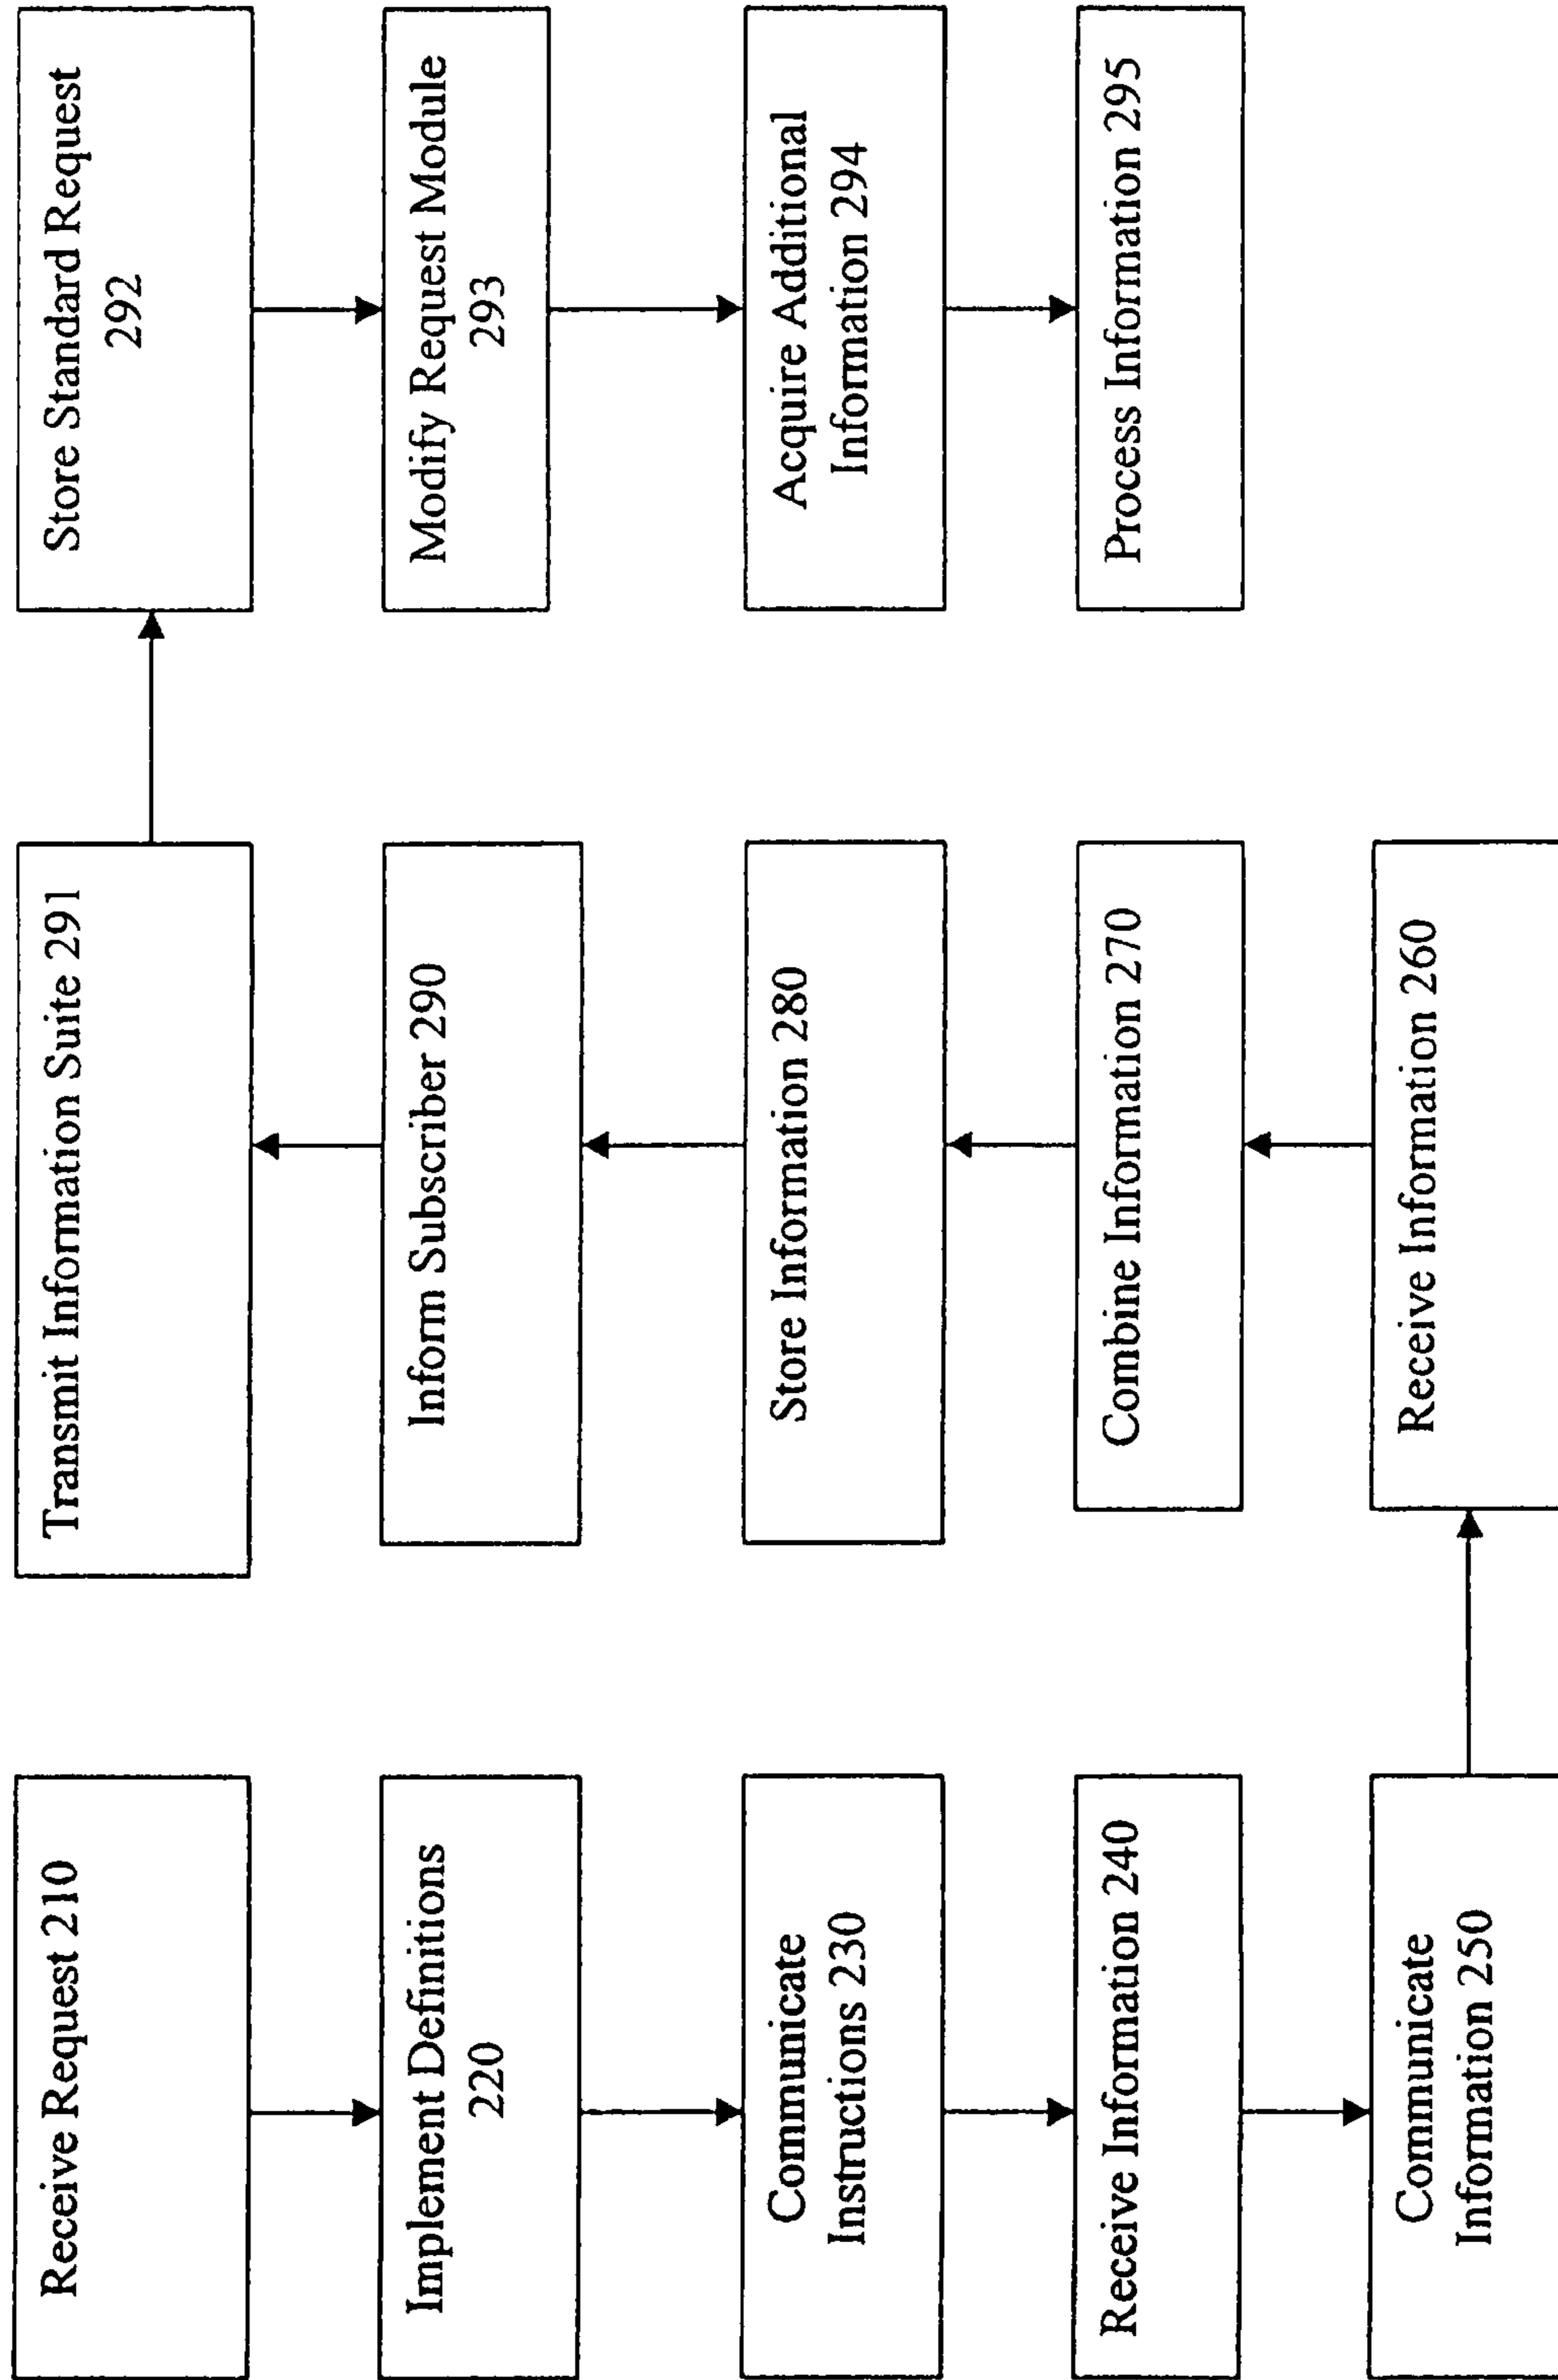 Receive Request 210
Implement Definitions
220
Communicate
Instructions 230
Receive Information 240
Communicate
Information 250
Receive Information 260
Combine Information 270
Store Information 280
Inform Subscriber 290
Transmit Information Suite 291
Store Standard Request
292
Modify Request Module
293
Acquire Additional
Information 294
Process Information 295